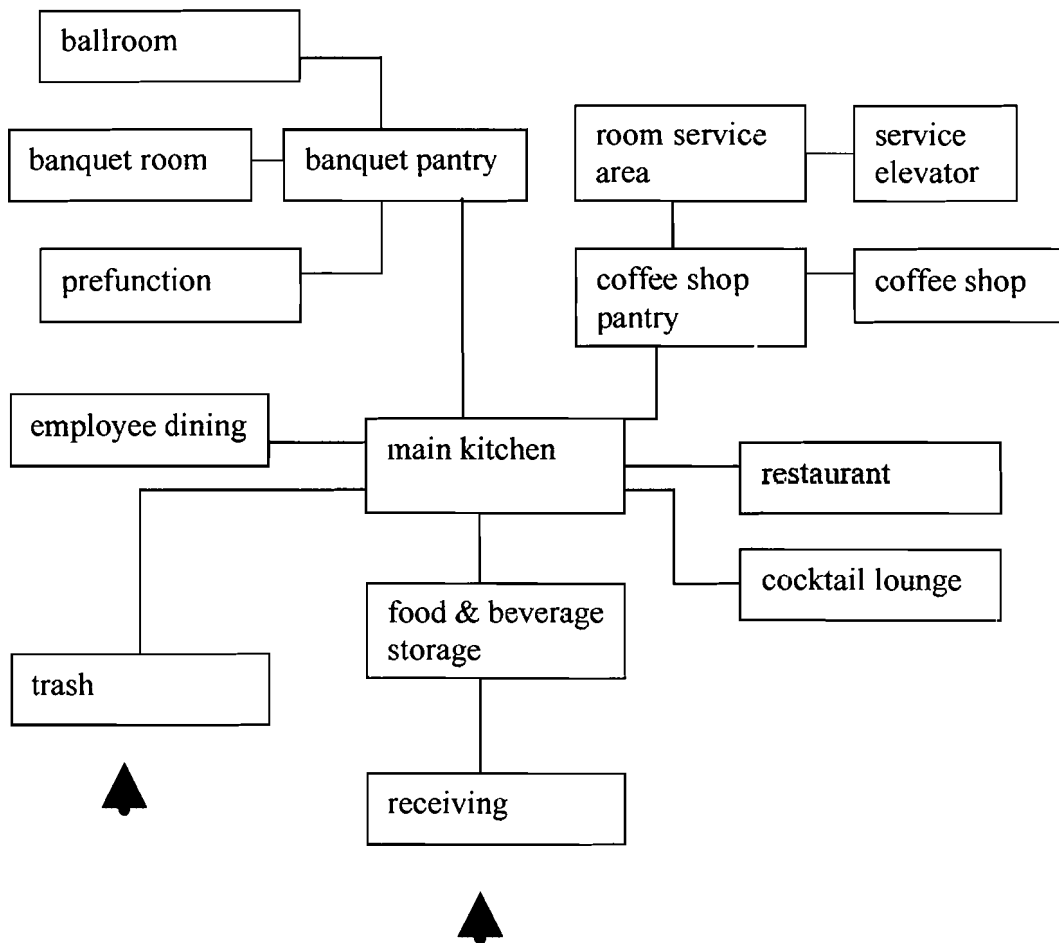 ballroom
banquet room
banquet pantry
prefunction
room service
area
service
elevator
coffee shop
pantry
coffee shop
employee dining
main kitchen
restaurant
cocktail lounge
food & beverage
storage
trash
receiving